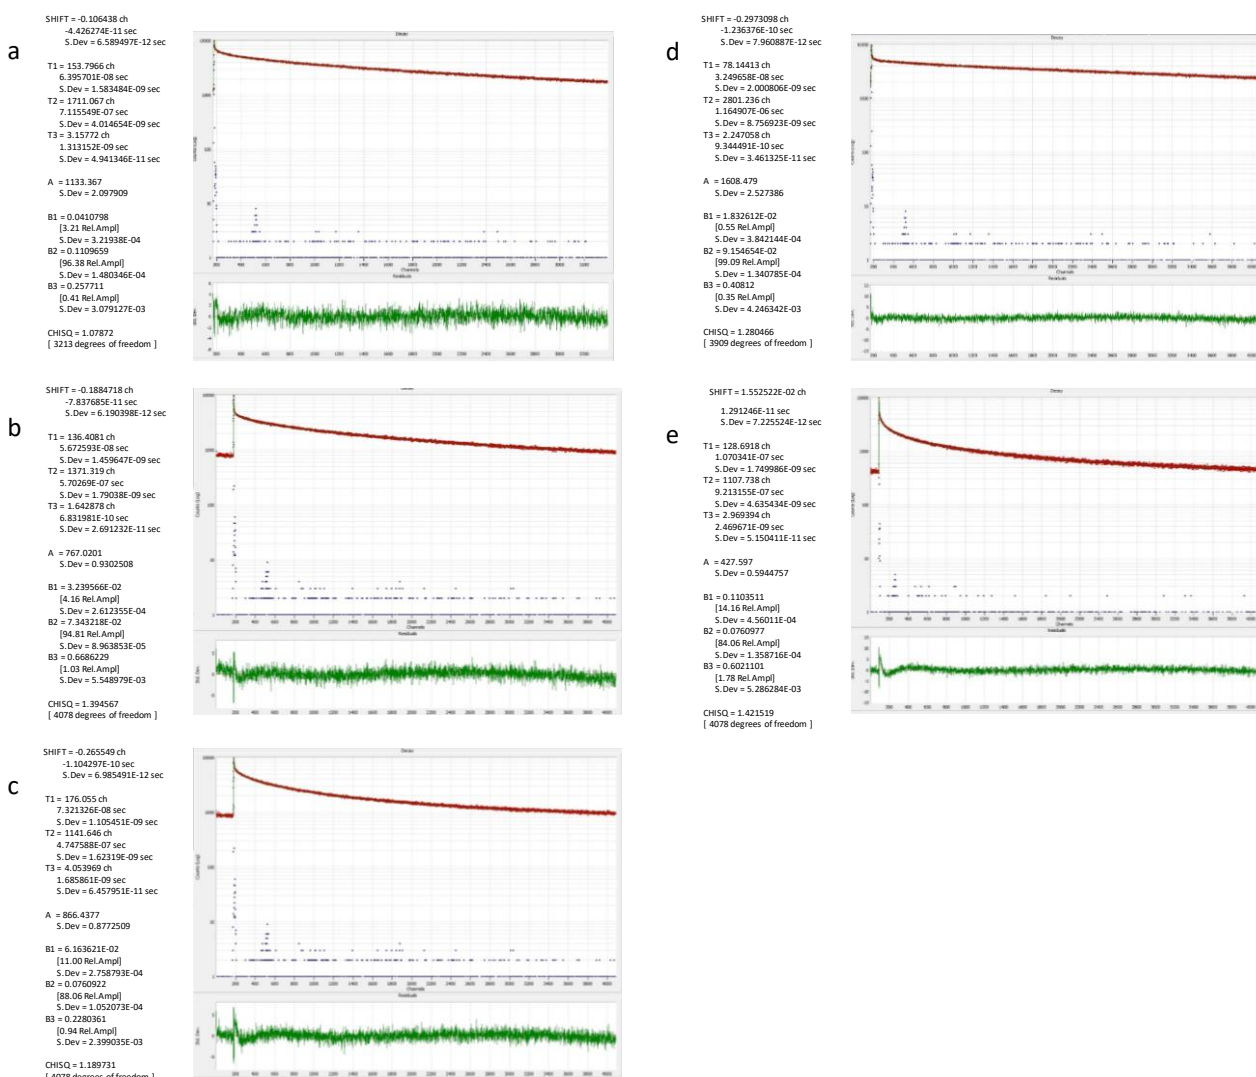 a
SHIFT = -0.106438 ch
-4.426274E-11 sec
S.Dev = 6.589497E-12 sec
T1 = 153.7966 ch
6.395701E-08 sec
S.Dev = 1.583484E-09 sec
T2 = 1711.067 ch
7.115549E-07 sec
S.Dev = 4.014654E-09 sec
T3 = 3.15772 ch
1.313152E-09 sec
S.Dev = 4.941346E-11 sec
A = 1133.367
S.Dev = 2.097909
B1 = 0.0410798
[3.21 Rel.Ampl]
S.Dev = 3.21938E-04
B2 = 0.1109659
[96.38 Rel.Ampl]
S.Dev = 1.480346E-04
B3 = 0.257711
[0.41 Rel.Ampl]
S.Dev = 3.079127E-03
CHISQ = 1.07872
[ 3213 degrees of freedom ]
Decay
Channels
Residuals
b
SHIFT = -0.1884718 ch
-7.837685E-11 sec
S.Dev = 6.190398E-12 sec
T1 = 136.4081 ch
5.672593E-08 sec
S.Dev = 1.459647E-09 sec
T2 = 1371.319 ch
5.70269E-07 sec
S.Dev = 1.79038E-09 sec
T3 = 1.642878 ch
6.831981E-10 sec
S.Dev = 2.691232E-11 sec
A = 767.0201
S.Dev = 0.9302508
B1 = 3.239566E-02
[4.16 Rel.Ampl]
S.Dev = 2.612355E-04
B2 = 7.343218E-02
[94.81 Rel.Ampl]
S.Dev = 8.963853E-05
B3 = 0.6686229
[1.03 Rel.Ampl]
S.Dev = 5.548979E-03
CHISQ = 1.394567
[ 4078 degrees of freedom ]
Channels
Residuals
c
SHIFT = -0.265549 ch
-1.104297E-10 sec
S.Dev = 6.985491E-12 sec
T1 = 176.055 ch
7.321326E-08 sec
S.Dev = 1.105451E-09 sec
T2 = 1141.646 ch
4.747588E-07 sec
S.Dev = 1.62319E-09 sec
T3 = 4.053969 ch
1.685861E-09 sec
S.Dev = 6.457951E-11 sec
A = 866.4377
S.Dev = 0.8772509
B1 = 6.163621E-02
[11.00 Rel.Ampl]
S.Dev = 2.758793E-04
B2 = 0.0760922
[88.06 Rel.Ampl]
S.Dev = 1.052073E-04
B3 = 0.2280361
[0.94 Rel.Ampl]
S.Dev = 2.399035E-03
CHISQ = 1.189731
[ 4078 degrees of freedom ]
Decay
Channels
Residuals
d
SHIFT = -0.2973098 ch
-1.236376E-10 sec
S.Dev = 7.960887E-12 sec
T1 = 78.14413 ch
3.249658E-08 sec
S.Dev = 2.000806E-09 sec
T2 = 2801.236 ch
1.164907E-06 sec
S.Dev = 8.756923E-09 sec
T3 = 2.247058 ch
9.344491E-10 sec
S.Dev = 3.461325E-11 sec
A = 1608.479
S.Dev = 2.527386
B1 = 1.832612E-02
[0.55 Rel.Ampl]
S.Dev = 3.842144E-04
B2 = 9.154654E-02
[99.09 Rel.Ampl]
S.Dev = 1.340785E-04
B3 = 0.40812
[0.35 Rel.Ampl]
S.Dev = 4.246342E-03
CHISQ = 1.280466
[ 3909 degrees of freedom ]
Decay
Channels
Residuals
e
SHIFT = 1.552522E-02 ch
1.291246E-11 sec
S.Dev = 7.225524E-12 sec
T1 = 128.6918 ch
1.070341E-07 sec
S.Dev = 1.749986E-09 sec
T2 = 1107.738 ch
9.213155E-07 sec
S.Dev = 4.635434E-09 sec
T3 = 2.969394 ch
2.469671E-09 sec
S.Dev = 5.150411E-11 sec
A = 427.597
S.Dev = 0.5944757
B1 = 0.1103511
[14.16 Rel.Ampl]
S.Dev = 4.56011E-04
B2 = 0.0760977
[84.06 Rel.Ampl]
S.Dev = 1.358716E-04
B3 = 0.6021101
[1.78 Rel.Ampl]
S.Dev = 5.286284E-03
CHISQ = 1.421519
[ 4078 degrees of freedom ]
Decay
Channels
Residuals